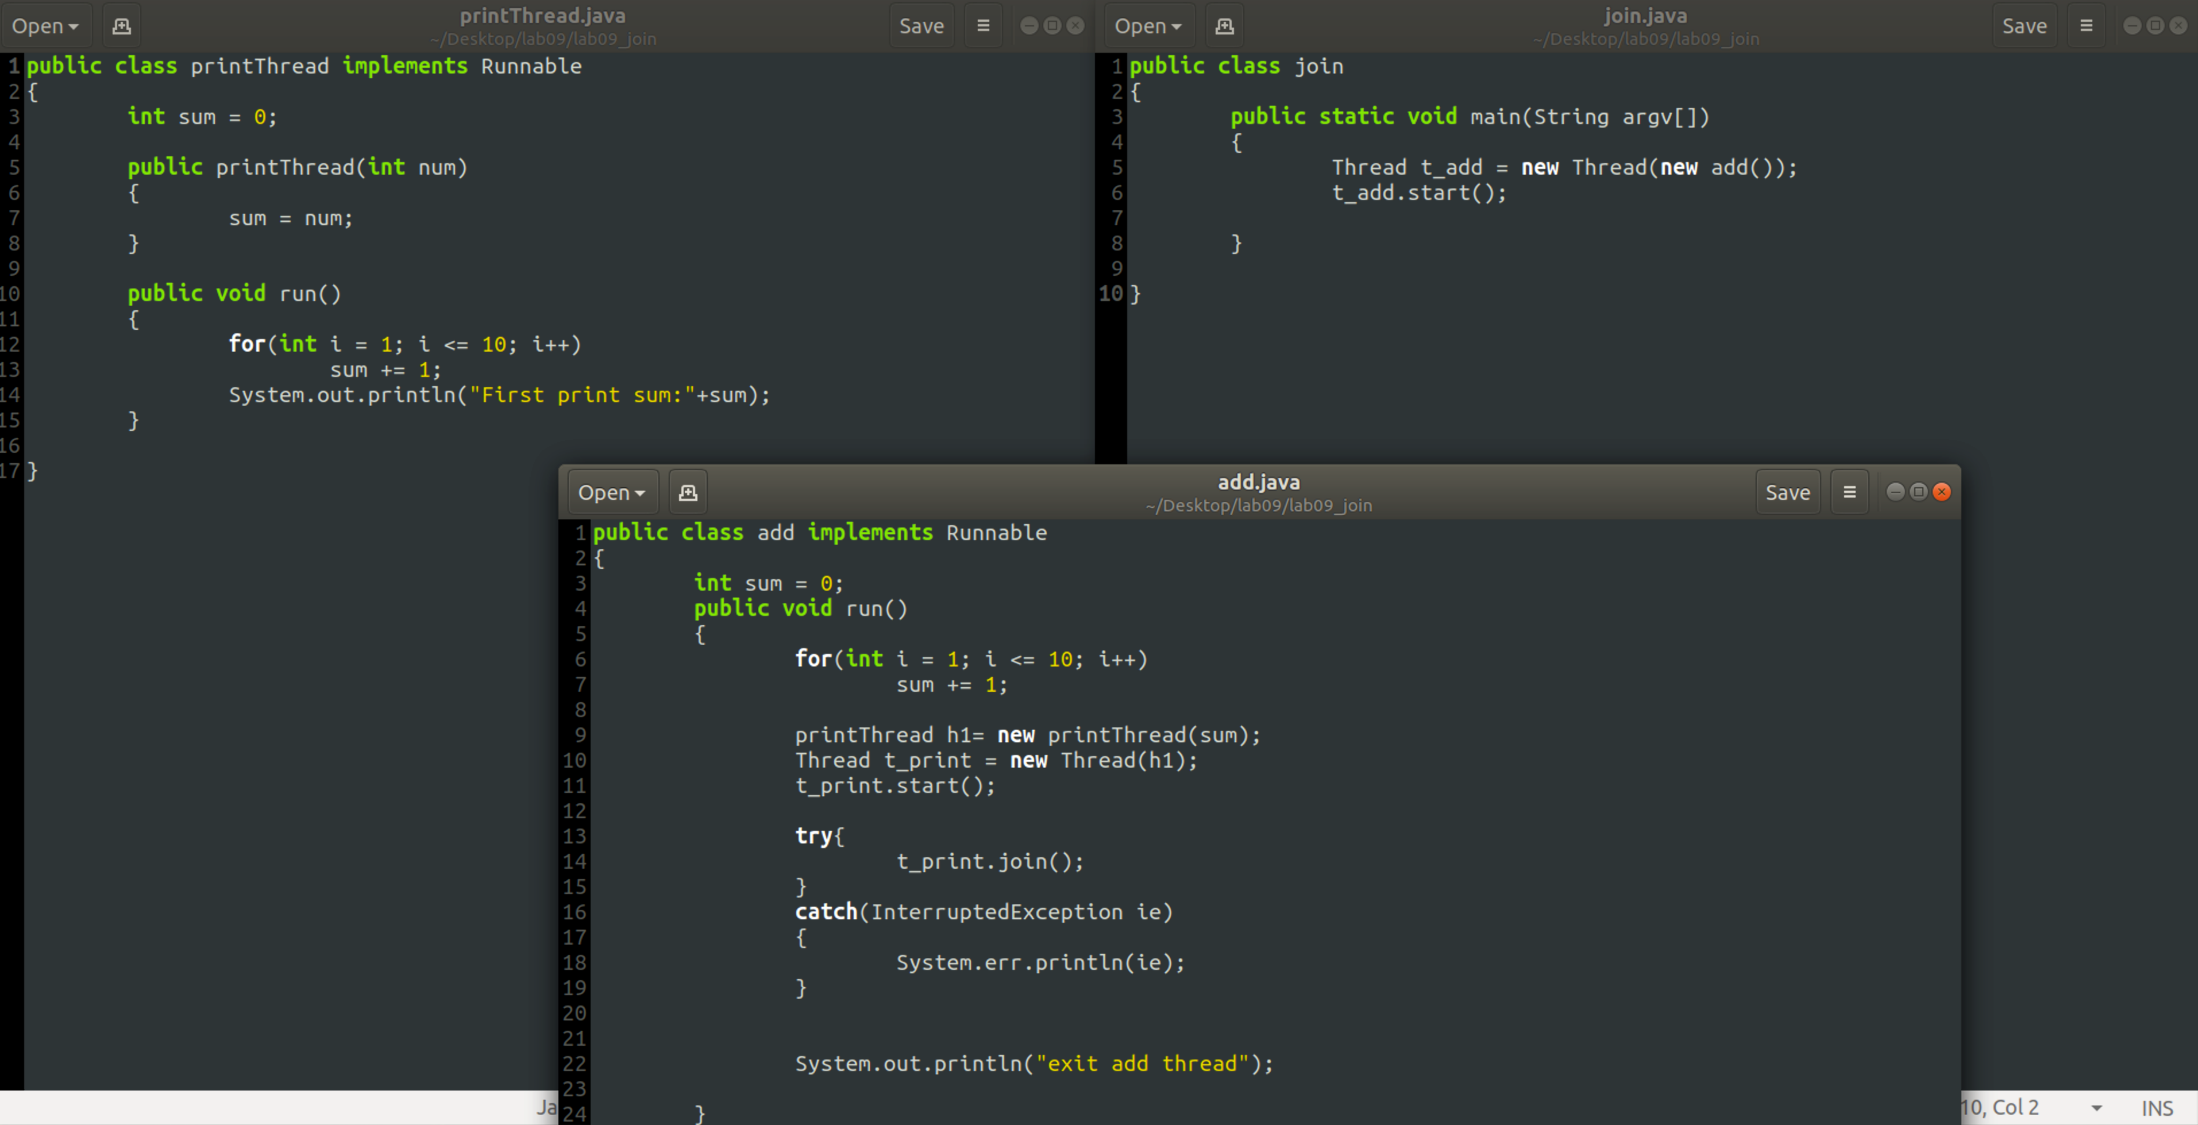 Open
printThread.java
~/Desktop/lab09/lab09_join
Save
1 public class printThread implements Runnable
2 {
3 int sum = 0;
4
5 public printThread(int num)
6 {
7 sum = num;
8 }
9
10 public void run()
11 {
12 for(int i = 1; i <= 10; i++)
13 sum += 1;
14 System.out.println("First print sum:"+sum);
15 }
16
17 }
Ja
Open
join.java
~/Desktop/lab09/lab09_join
Save
1 public class join
2 {
3 public static void main(String argv[])
4 {
5 Thread t_add = new Thread(new add());
6 t_add.start();
7
8 }
9
10 }
10, Col 2
INS
Open
add.java
~/Desktop/lab09/lab09_join
Save
1 public class add implements Runnable
2 {
3 int sum = 0;
4 public void run()
5 {
6 for(int i = 1; i <= 10; i++)
7 sum += 1;
8
9 printThread h1= new printThread(sum);
10 Thread t_print = new Thread(h1);
11 t_print.start();
12
13 try{
14 t_print.join();
15 }
16 catch(InterruptedException ie)
17 {
18 System.err.println(ie);
19 }
20
21
22 System.out.println("exit add thread");
23
24 }